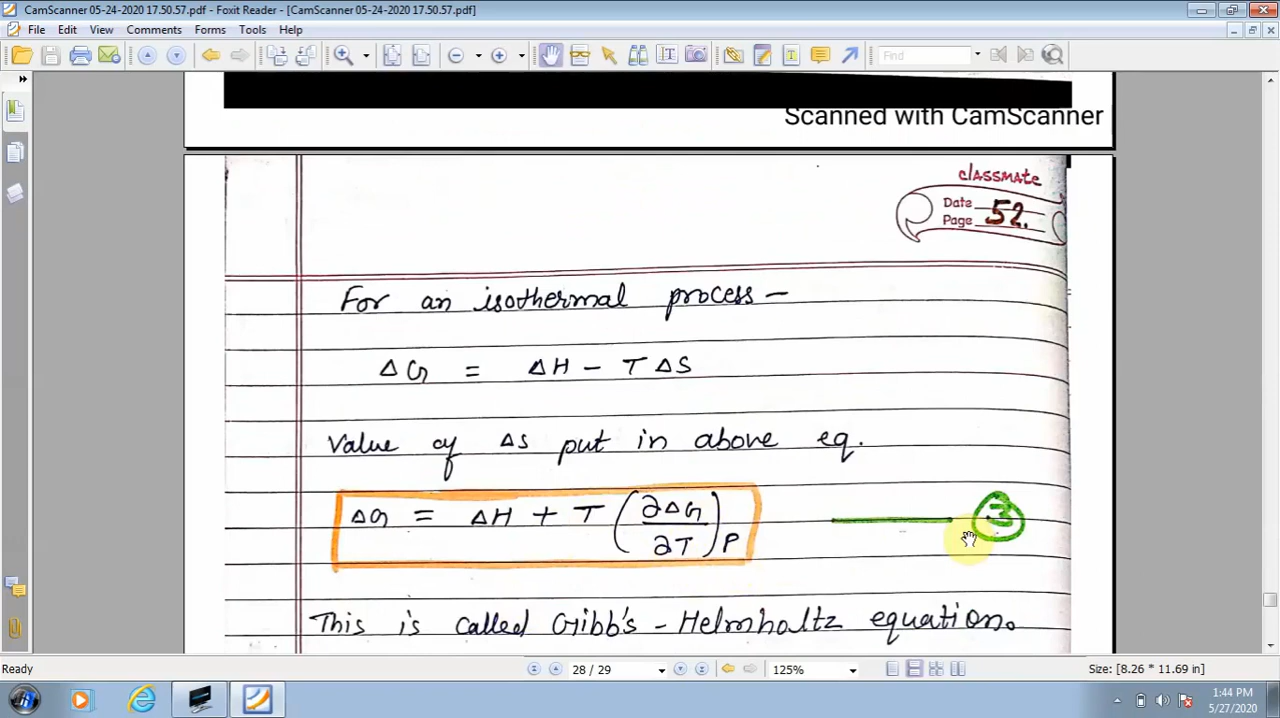 CamScanner 05-24-2020 17.50.57.pdf - Foxit Reader - [CamScanner 05-24-2020 17.50.57.pdf]
File Edit View Comments Forms Tools Help
Find
Scanned with CamScanner
classmate
Date
Page 52.
For an isothermal process –
ΔG = ΔH – TΔS
Value of ΔS put in above eq.
ΔG = ΔH + T (∂ΔG/∂T)P ——— 3
This is called Gibb's – Helmholtz equation.
Ready 28 / 29 125% Size: [8.26 * 11.69 in]
1:44 PM
5/27/2020